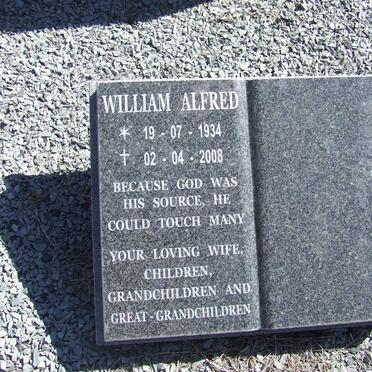 WILLIAM ALFRED
* 19 - 07 - 1934
† 02 - 04 - 2008
BECAUSE GOD WAS
HIS SOURCE, HE
COULD TOUCH MANY
YOUR LOVING WIFE,
CHILDREN,
GRANDCHILDREN AND
GREAT-GRANDCHILDREN